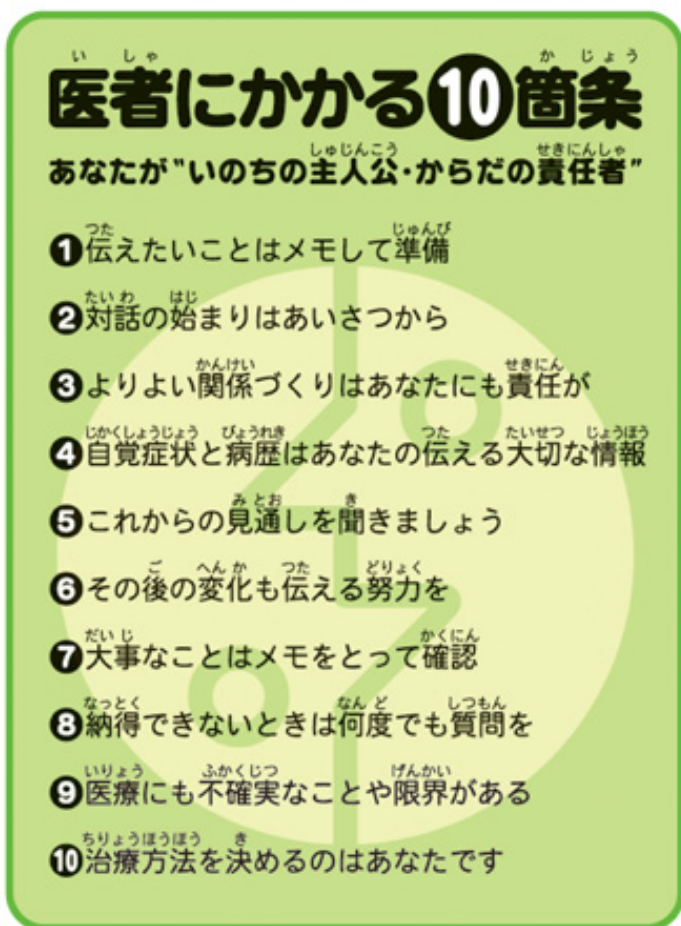 医者にかかる10箇条
あなたが"いのちの主人公・からだの責任者"
1伝えたいことはメモして準備
2対話の始まりはあいさつから
3よりよい関係づくりはあなたにも責任が
4自覚症状と病歴はあなたの伝える大切な情報
5これからの見通しを聞きましょう
6その後の変化も伝える努力を
7大事なことはメモをとって確認
8納得できないときは何度でも質問を
9医療にも不確実なことや限界がある
10治療方法を決めるのはあなたです